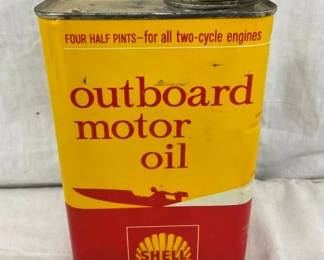 FOUR HALF PINTS—for all two-cycle engines
outboard
motor
oil
SHELL